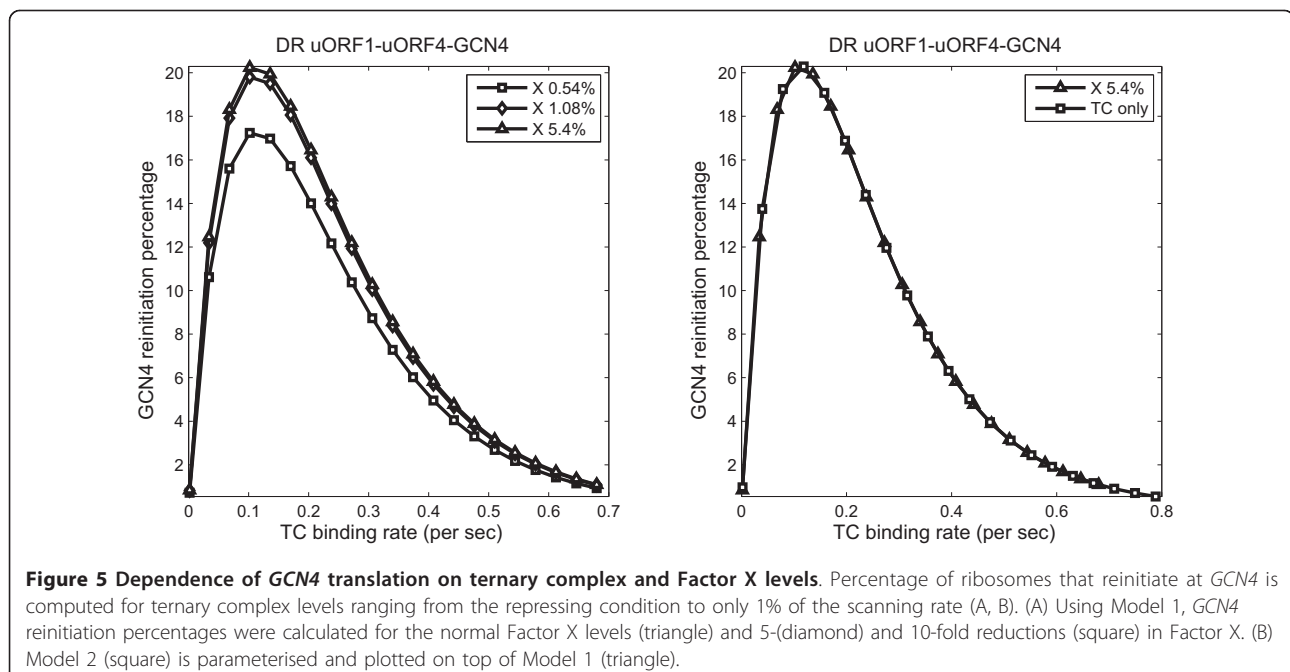 DR uORF1-uORF4-GCN4
GCN4 reinitiation percentage
20
18
16
14
12
10
8
6
4
2
X 0.54%
X 1.08%
X 5.4%
0
0.1
0.2
0.3
0.4
0.5
0.6
0.7
TC binding rate (per sec)
DR uORF1-uORF4-GCN4
GCN4 reinitiation percentage
20
18
16
14
12
10
8
6
4
2
X 5.4%
TC only
0
0.2
0.4
0.6
0.8
TC binding rate (per sec)
Figure 5 Dependence of GCN4 translation on ternary complex and Factor X levels. Percentage of ribosomes that reinitiate at GCN4 is
computed for ternary complex levels ranging from the repressing condition to only 1% of the scanning rate (A, B). (A) Using Model 1, GCN4
reinitiation percentages were calculated for the normal Factor X levels (triangle) and 5-(diamond) and 10-fold reductions (square) in Factor X. (B)
Model 2 (square) is parameterised and plotted on top of Model 1 (triangle).